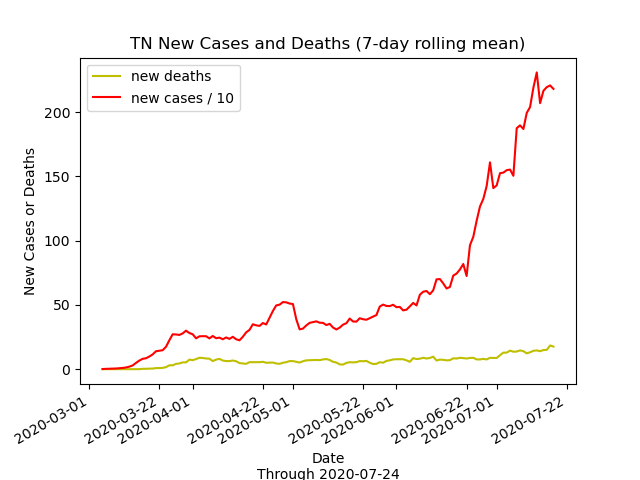 TN New Cases and Deaths (7-day rolling mean)
new deaths
new cases / 10
New Cases or Deaths
200
150
100
50
0
2020-03-01
2020-03-22
2020-04-01
2020-04-22
2020-05-01
2020-05-22
2020-06-01
2020-06-22
2020-07-01
2020-07-22
Date
Through 2020-07-24